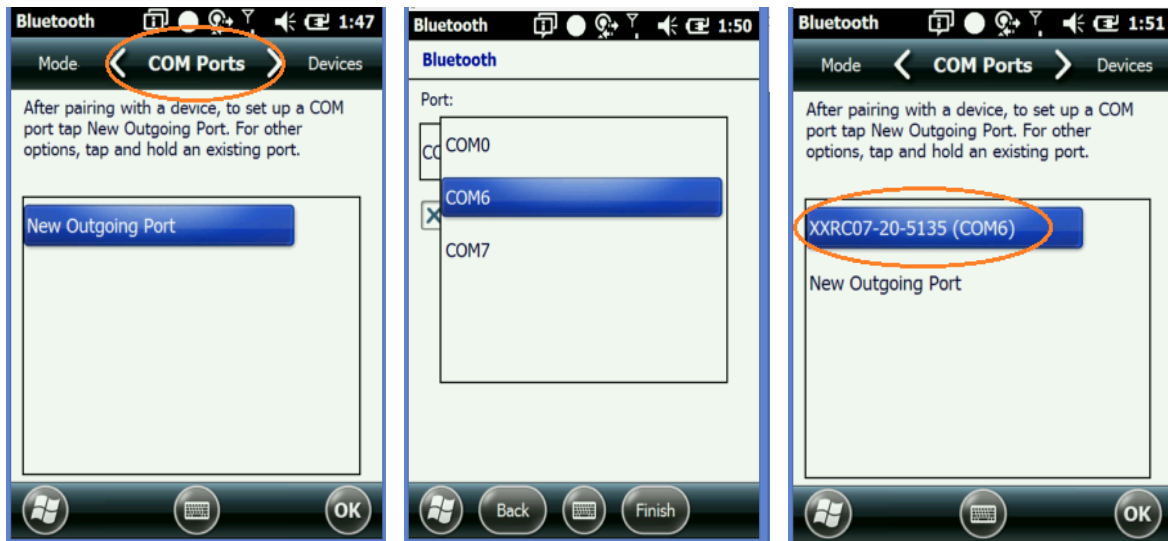 Bluetooth 1:47
Mode COM Ports Devices
After pairing with a device, to set up a COM
port tap New Outgoing Port. For other
options, tap and hold an existing port.
New Outgoing Port
OK
Bluetooth 1:50
Bluetooth
Port:
CO
COM0
COM6
COM7
Back Finish
Bluetooth 1:51
Mode COM Ports Devices
After pairing with a device, to set up a COM
port tap New Outgoing Port. For other
options, tap and hold an existing port.
XXRC07-20-5135 (COM6)
New Outgoing Port
OK